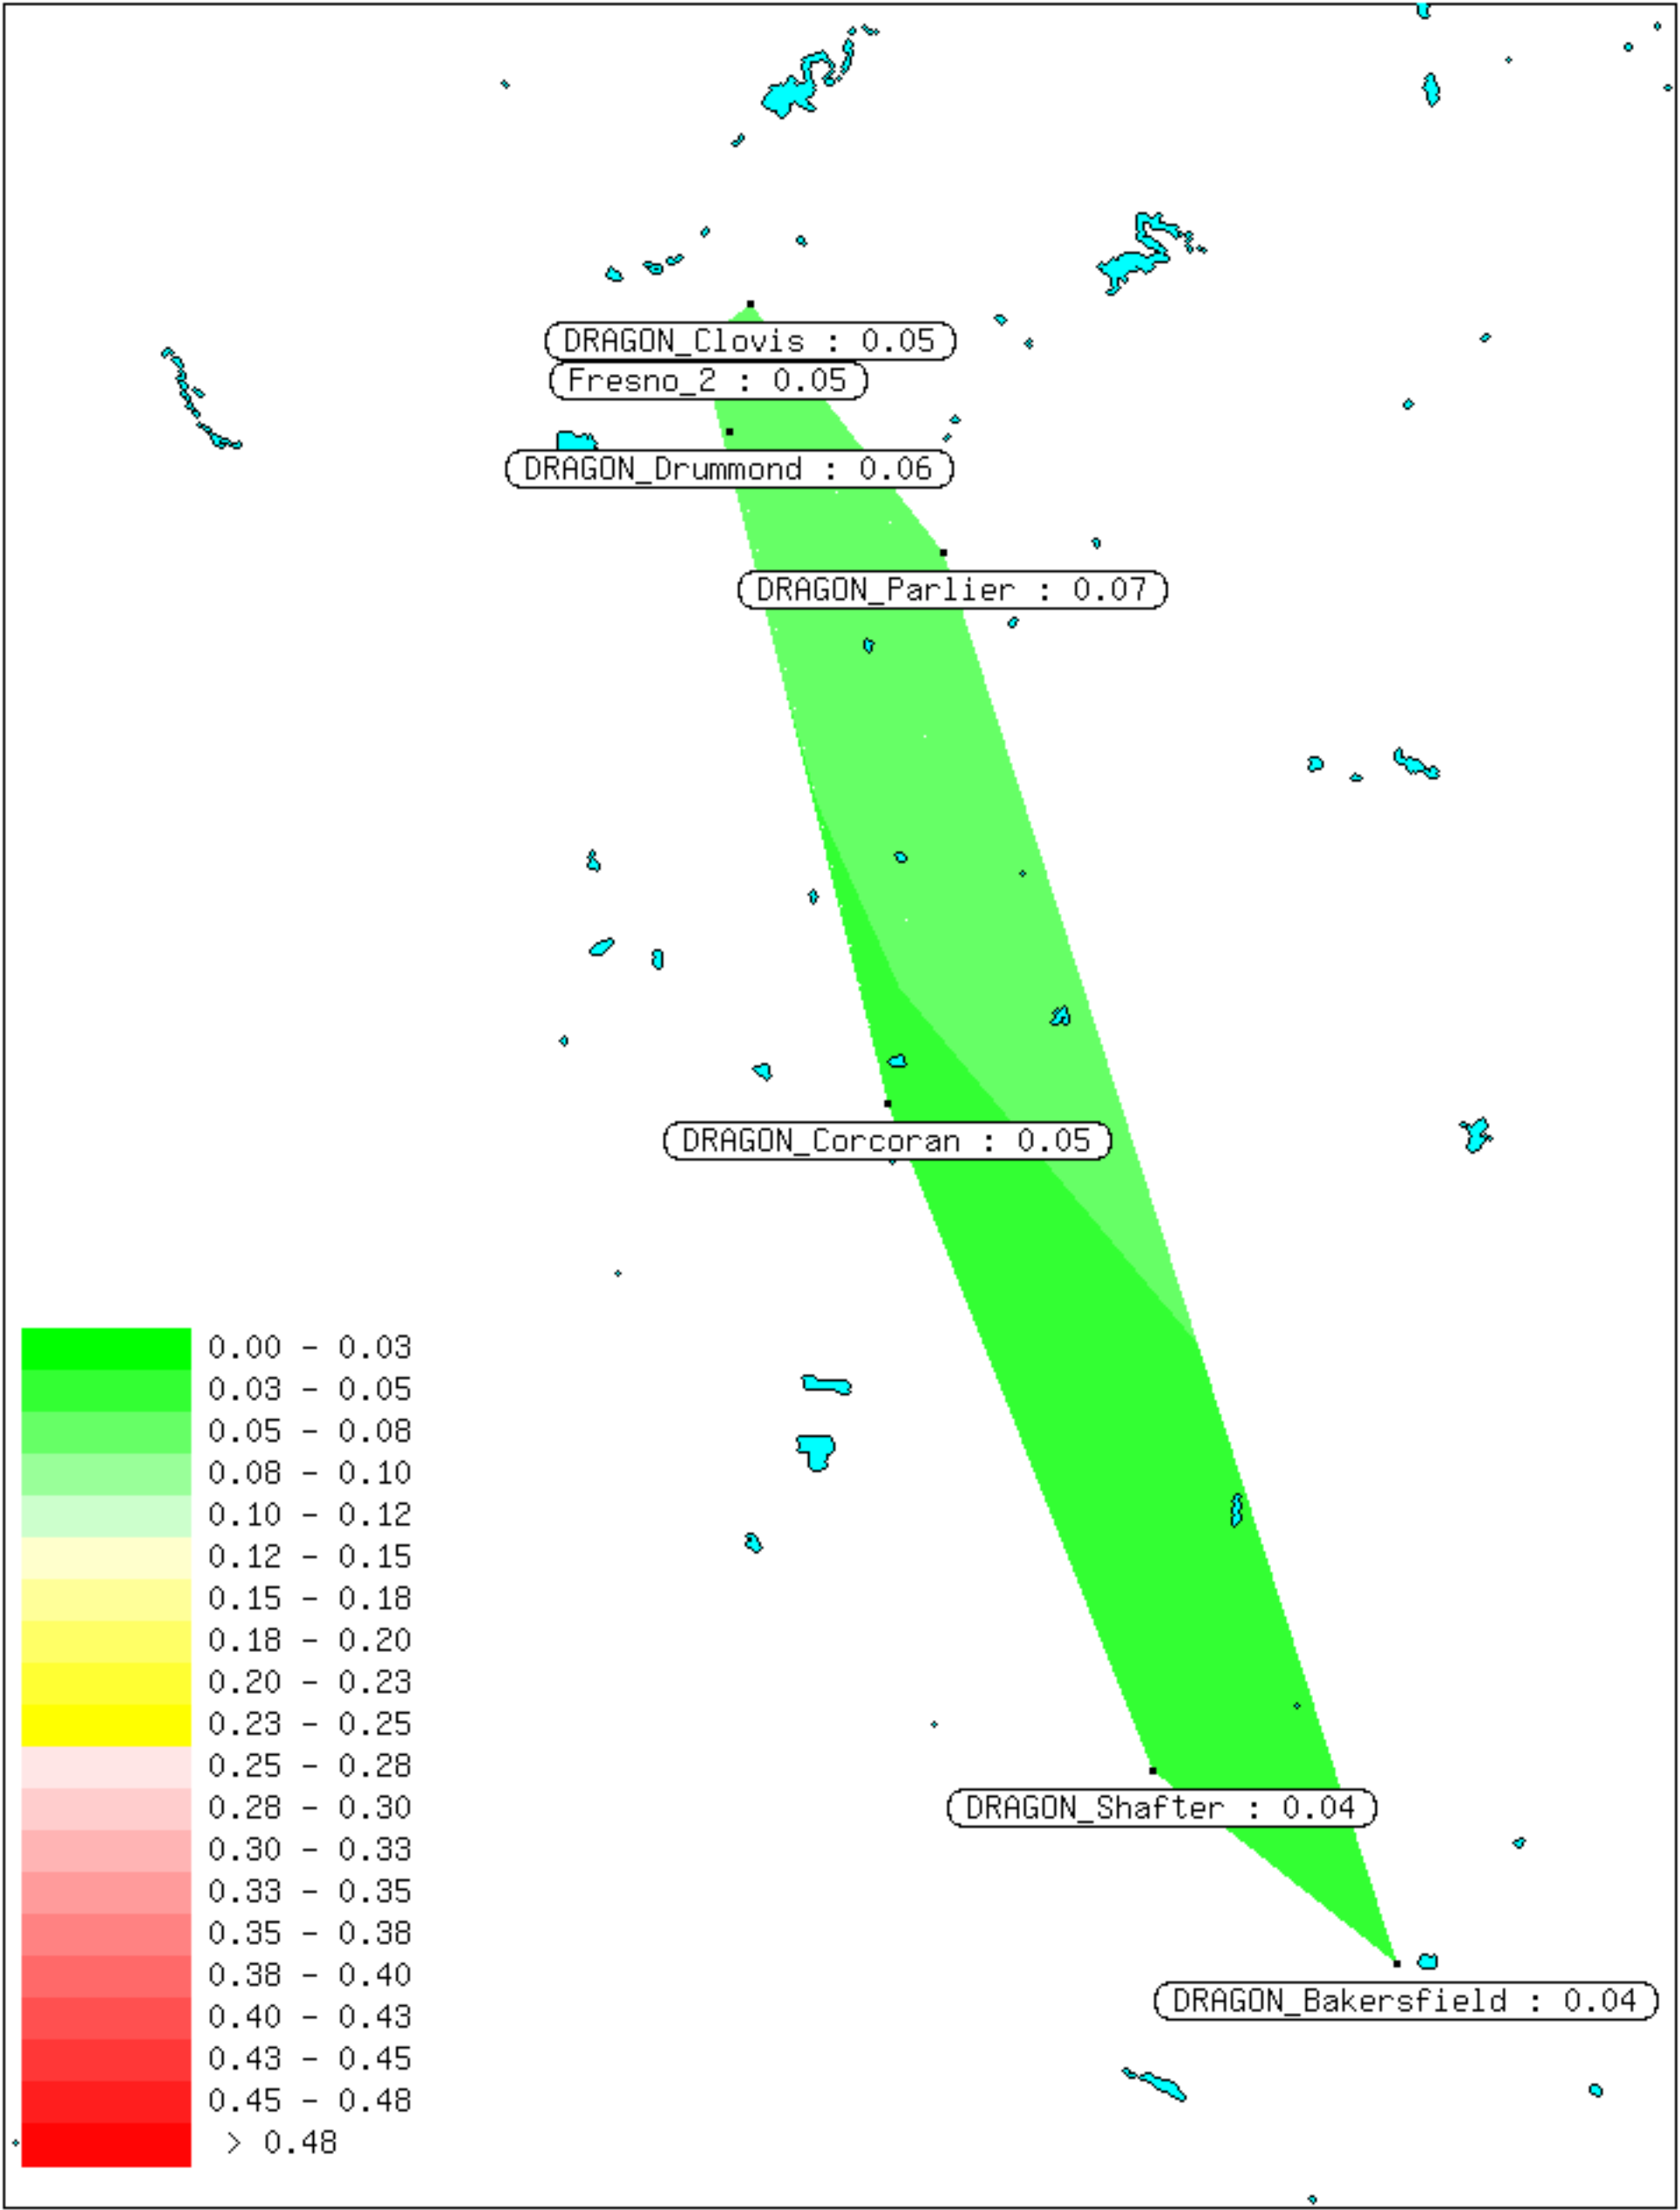 DRAGON_Clovis : 0.05
Fresno_2 : 0.05
DRAGON_Drummond : 0.06
DRAGON_Parlier : 0.07
DRAGON_Corcoran : 0.05
DRAGON_Shafter : 0.04
DRAGON_Bakersfield : 0.04
0.00 - 0.03
0.03 - 0.05
0.05 - 0.08
0.08 - 0.10
0.10 - 0.12
0.12 - 0.15
0.15 - 0.18
0.18 - 0.20
0.20 - 0.23
0.23 - 0.25
0.25 - 0.28
0.28 - 0.30
0.30 - 0.33
0.33 - 0.35
0.35 - 0.38
0.38 - 0.40
0.40 - 0.43
0.43 - 0.45
0.45 - 0.48
> 0.48